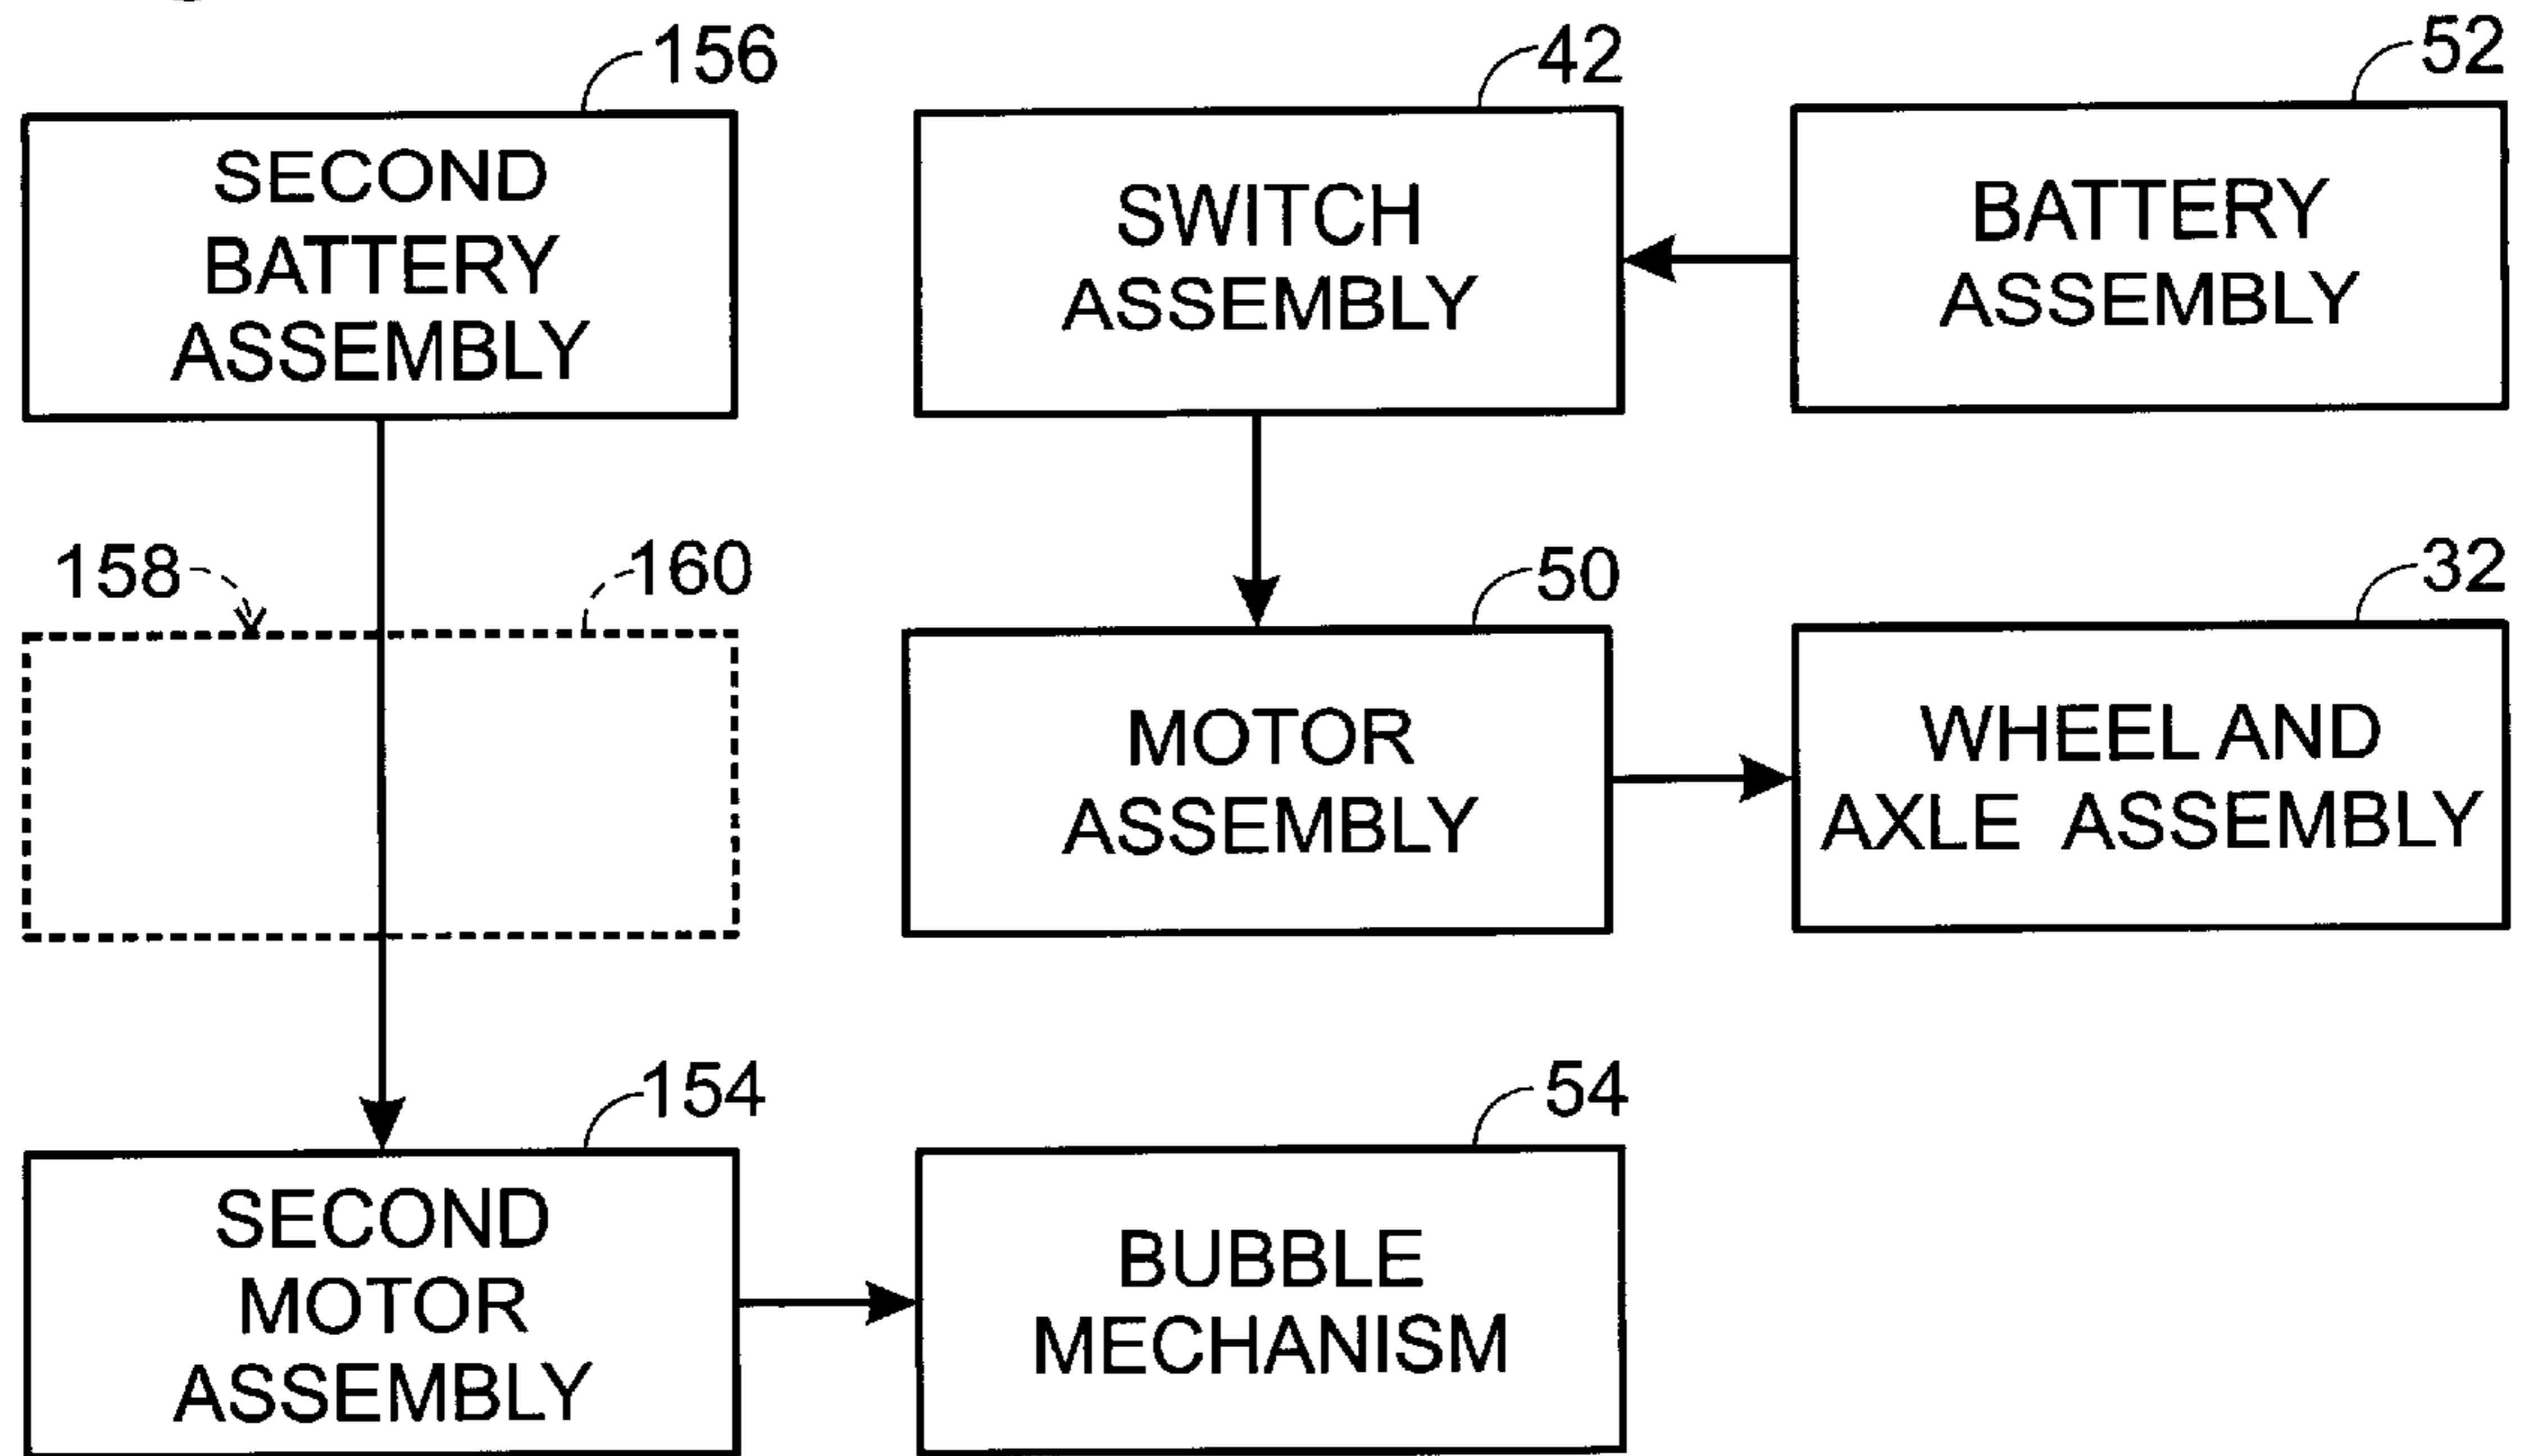 156
42
52
SECOND
BATTERY
ASSEMBLY
SWITCH
ASSEMBLY
BATTERY
ASSEMBLY
158
160
50
32
MOTOR
ASSEMBLY
WHEEL AND
AXLE ASSEMBLY
154
54
SECOND
MOTOR
ASSEMBLY
BUBBLE
MECHANISM